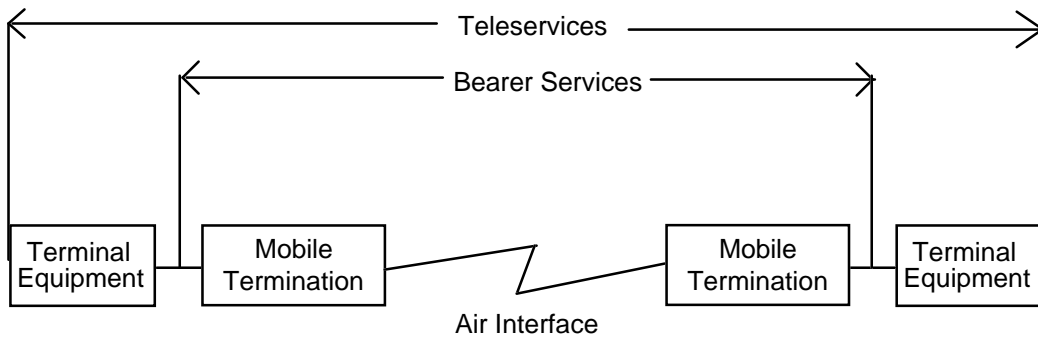 Teleservices
Bearer Services
Terminal
Equipment
Mobile
Termination
Mobile
Termination
Terminal
Equipment
Air Interface